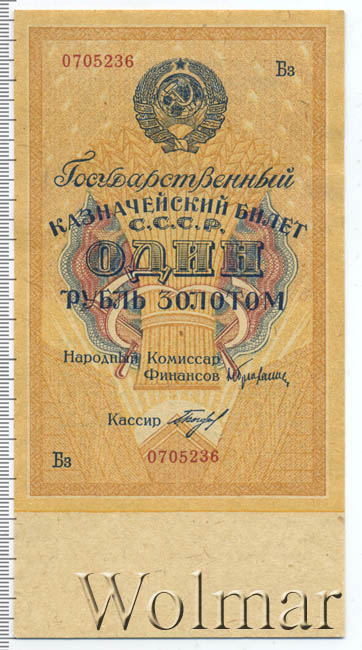 0705236
Бз
Государственный
КАЗНАЧЕЙСКИЙ БИЛЕТ
С.С.С.Р.
ОДИН
РУБЛЬ ЗОЛОТОМ
Народный Комиссар
Финансов
Кассир
Бз
0705236
Wolmar